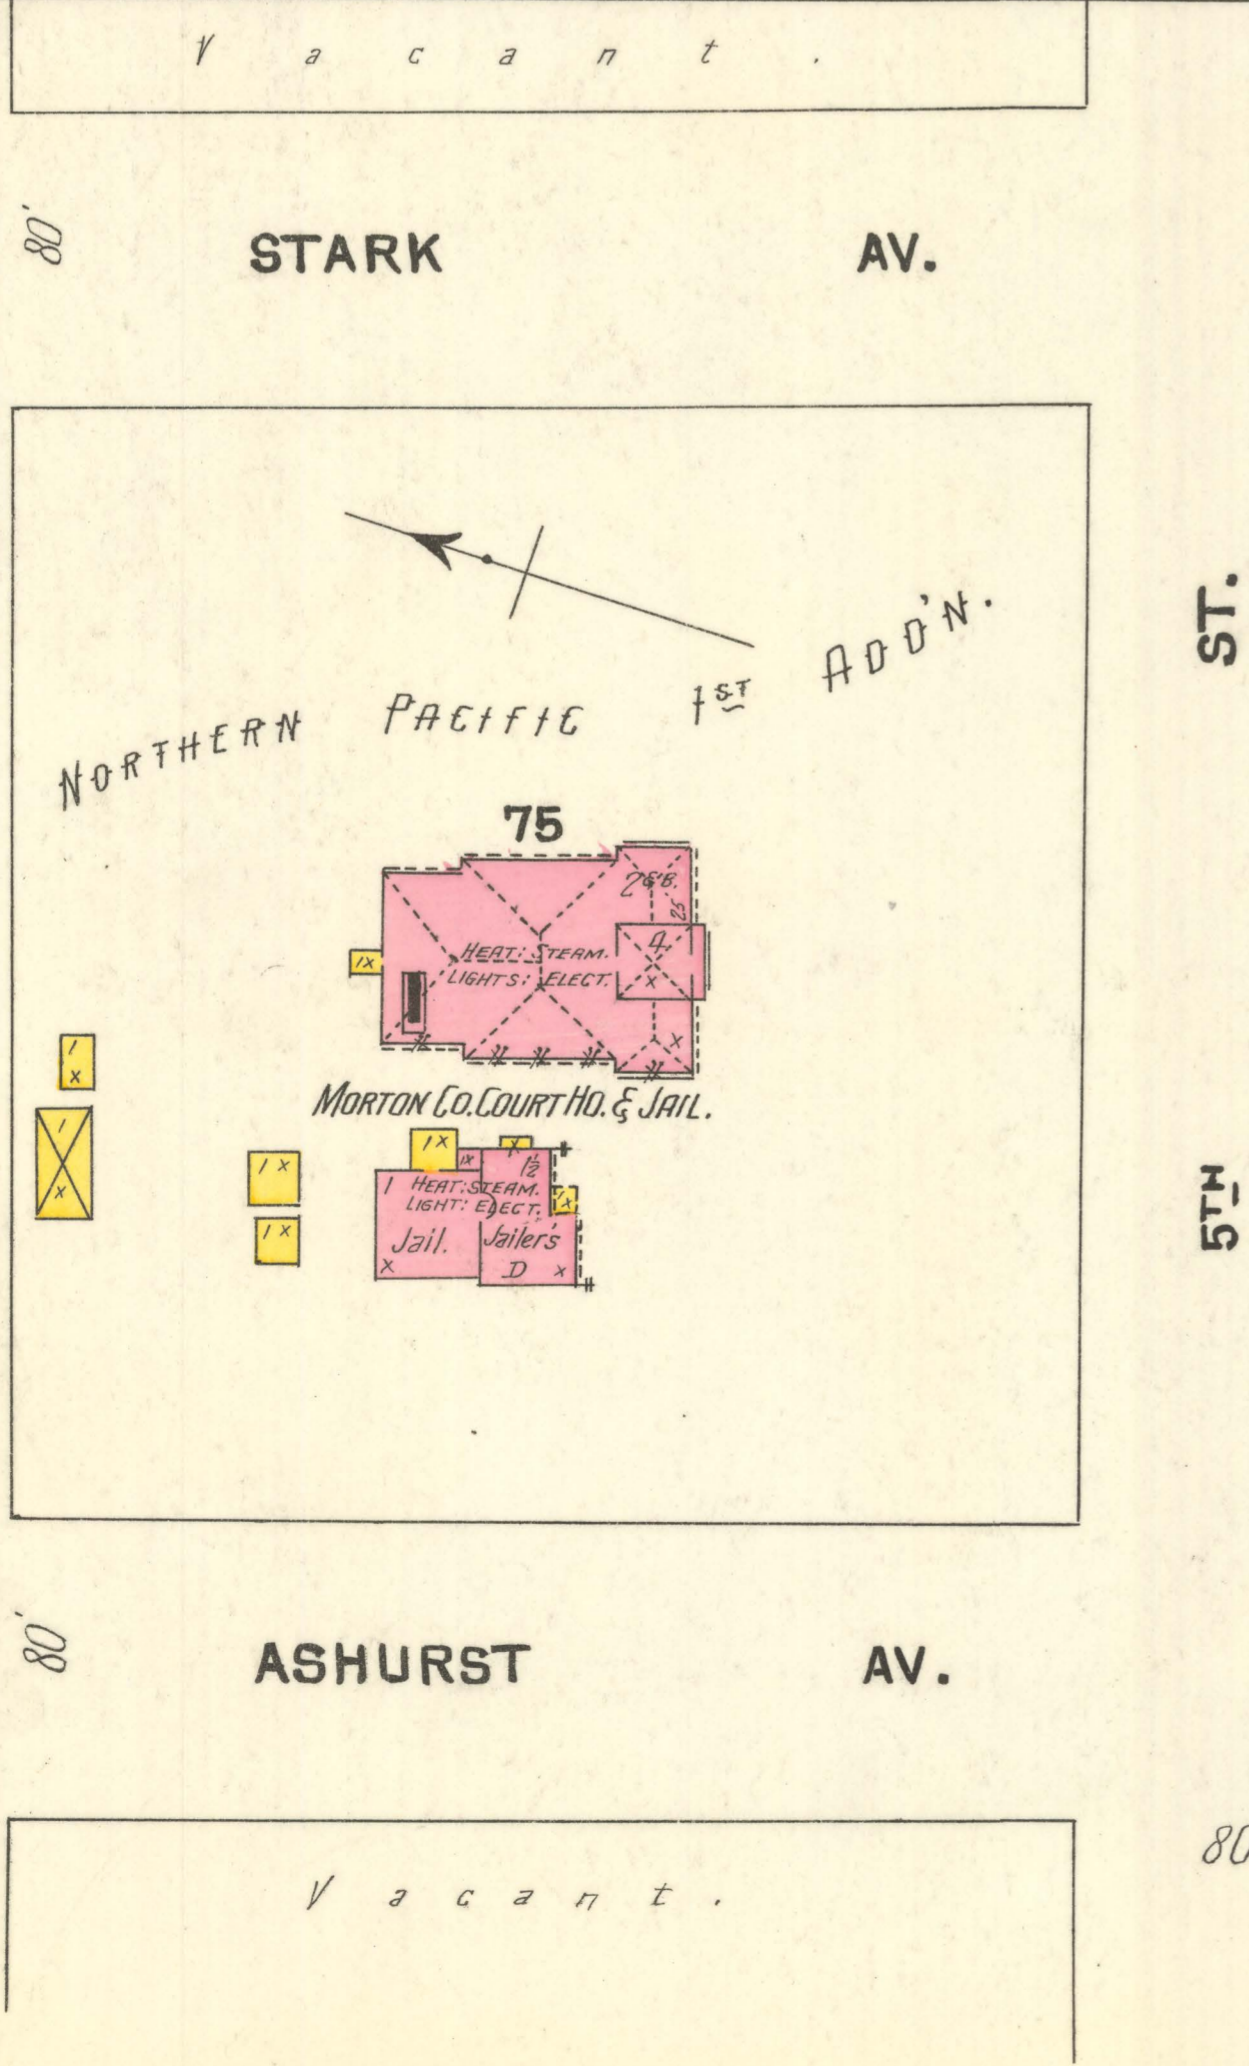 Vacant.
80'
STARK AV.
NORTHERN PACIFIC 1ST ADD'N.
ST.
75
2 & B.
25
4
X
HEAT: STEAM.
LIGHTS: ELECT.
1X
X
1
X
MORTON CO. COURT HO. & JAIL.
1
X
1X
1X
X
1½
1X
1X
1
HEAT: STEAM.
LIGHT: ELECT.
1X
Jail.
Jailer's
X
D
X
5TH
80'
ASHURST AV.
80
Vacant.